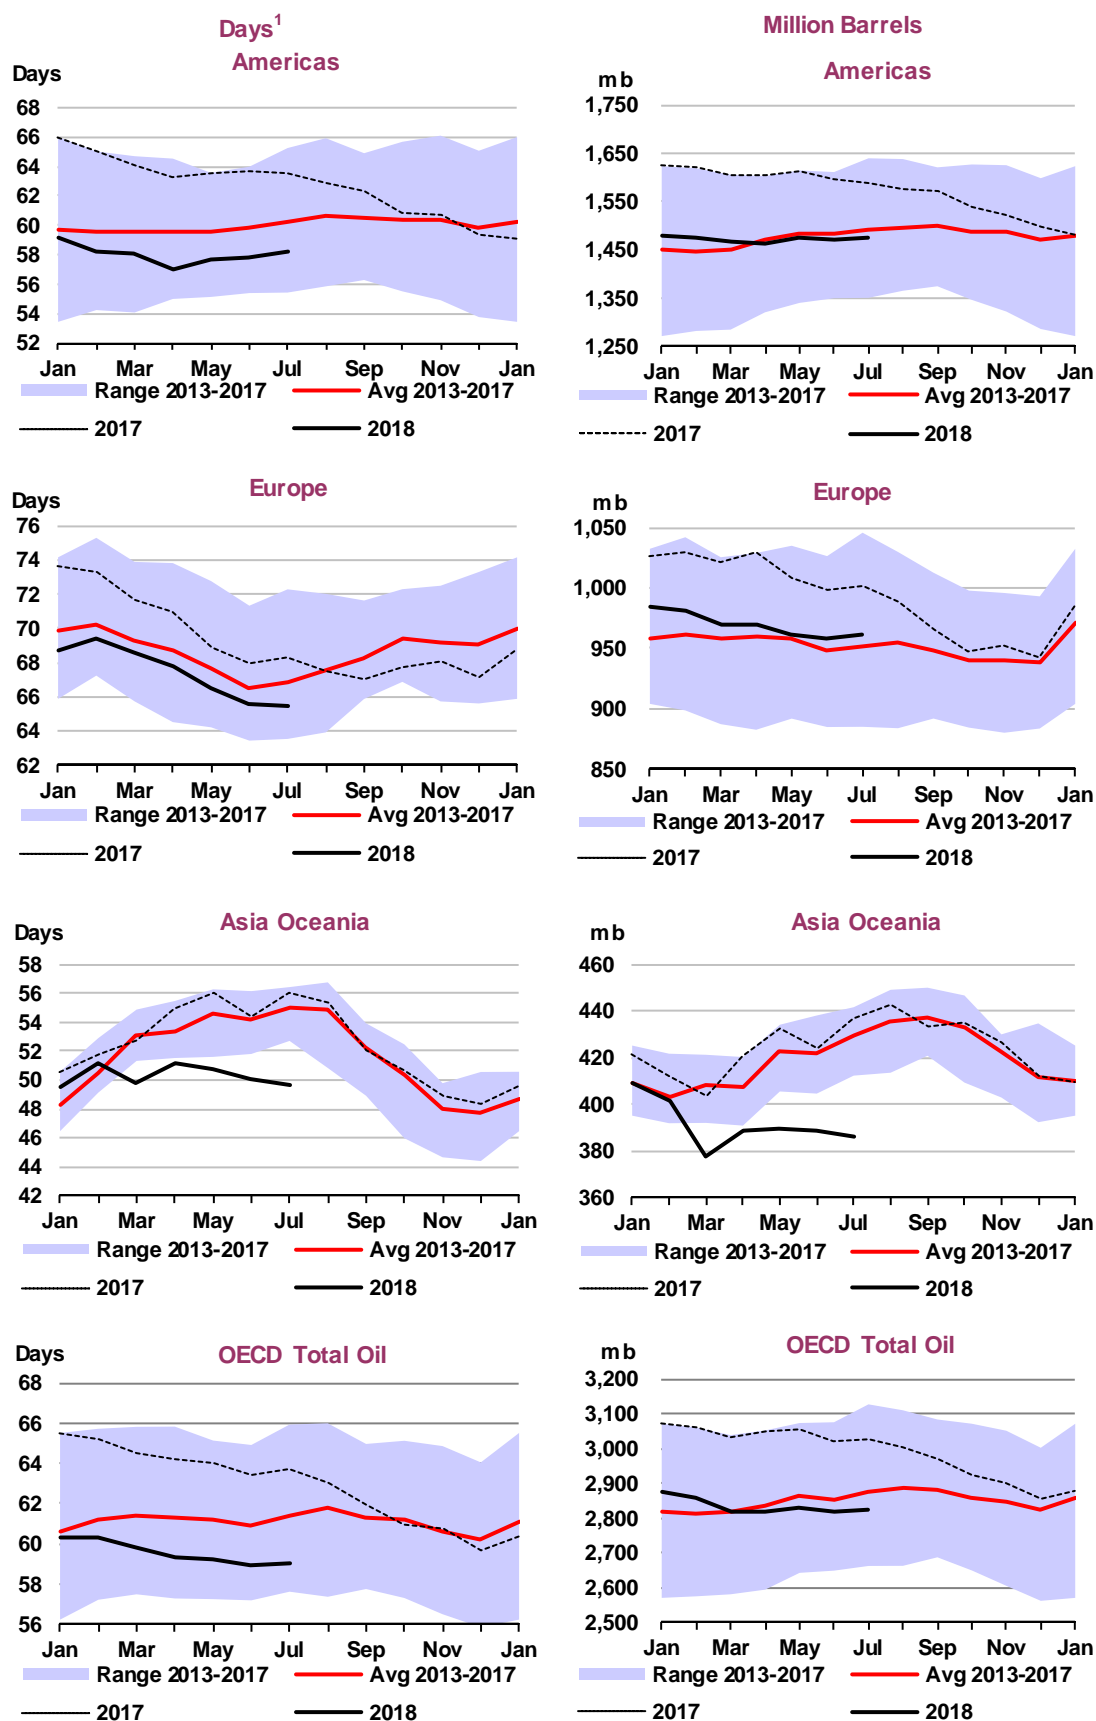 Days1
Million Barrels
Americas
Days
68
66
64
62
60
58
56
54
52
Jan Mar May Jul Sep Nov Jan
Range 2013-2017 Avg 2013-2017
2017 2018
Americas
mb
1,750
1,650
1,550
1,450
1,350
1,250
Jan Mar May Jul Sep Nov Jan
Range 2013-2017 Avg 2013-2017
2017 2018
Europe
Days
76
74
72
70
68
66
64
62
Jan Mar May Jul Sep Nov Jan
Range 2013-2017 Avg 2013-2017
2017 2018
Europe
mb
1,050
1,000
950
900
850
Jan Mar May Jul Sep Nov Jan
Range 2013-2017 Avg 2013-2017
2017 2018
Asia Oceania
Days
58
56
54
52
50
48
46
44
42
Jan Mar May Jul Sep Nov Jan
Range 2013-2017 Avg 2013-2017
2017 2018
Asia Oceania
mb
460
440
420
400
380
360
Jan Mar May Jul Sep Nov Jan
Range 2013-2017 Avg 2013-2017
2017 2018
OECD Total Oil
Days
68
66
64
62
60
58
56
Jan Mar May Jul Sep Nov Jan
Range 2013-2017 Avg 2013-2017
2017 2018
OECD Total Oil
mb
3,200
3,100
3,000
2,900
2,800
2,700
2,600
2,500
Jan Mar May Jul Sep Nov Jan
Range 2013-2017 Avg 2013-2017
2017 2018